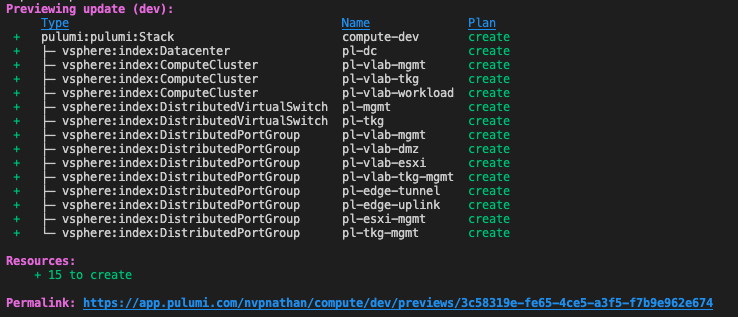 Previewing update (dev):
Type Name Plan
+ pulumi:pulumi:Stack compute-dev create
+ ├─ vsphere:index:Datacenter pl-dc create
+ ├─ vsphere:index:ComputeCluster pl-vlab-mgmt create
+ ├─ vsphere:index:ComputeCluster pl-vlab-tkg create
+ ├─ vsphere:index:ComputeCluster pl-vlab-workload create
+ ├─ vsphere:index:DistributedVirtualSwitch pl-mgmt create
+ ├─ vsphere:index:DistributedVirtualSwitch pl-tkg create
+ ├─ vsphere:index:DistributedPortGroup pl-vlab-mgmt create
+ ├─ vsphere:index:DistributedPortGroup pl-vlab-dmz create
+ ├─ vsphere:index:DistributedPortGroup pl-vlab-esxi create
+ ├─ vsphere:index:DistributedPortGroup pl-vlab-tkg-mgmt create
+ ├─ vsphere:index:DistributedPortGroup pl-edge-tunnel create
+ ├─ vsphere:index:DistributedPortGroup pl-edge-uplink create
+ ├─ vsphere:index:DistributedPortGroup pl-esxi-mgmt create
+ └─ vsphere:index:DistributedPortGroup pl-tkg-mgmt create
Resources:
+ 15 to create
Permalink: https://app.pulumi.com/nvpnathan/compute/dev/previews/3c58319e-fe65-4ce5-a3f5-f7b9e962e674